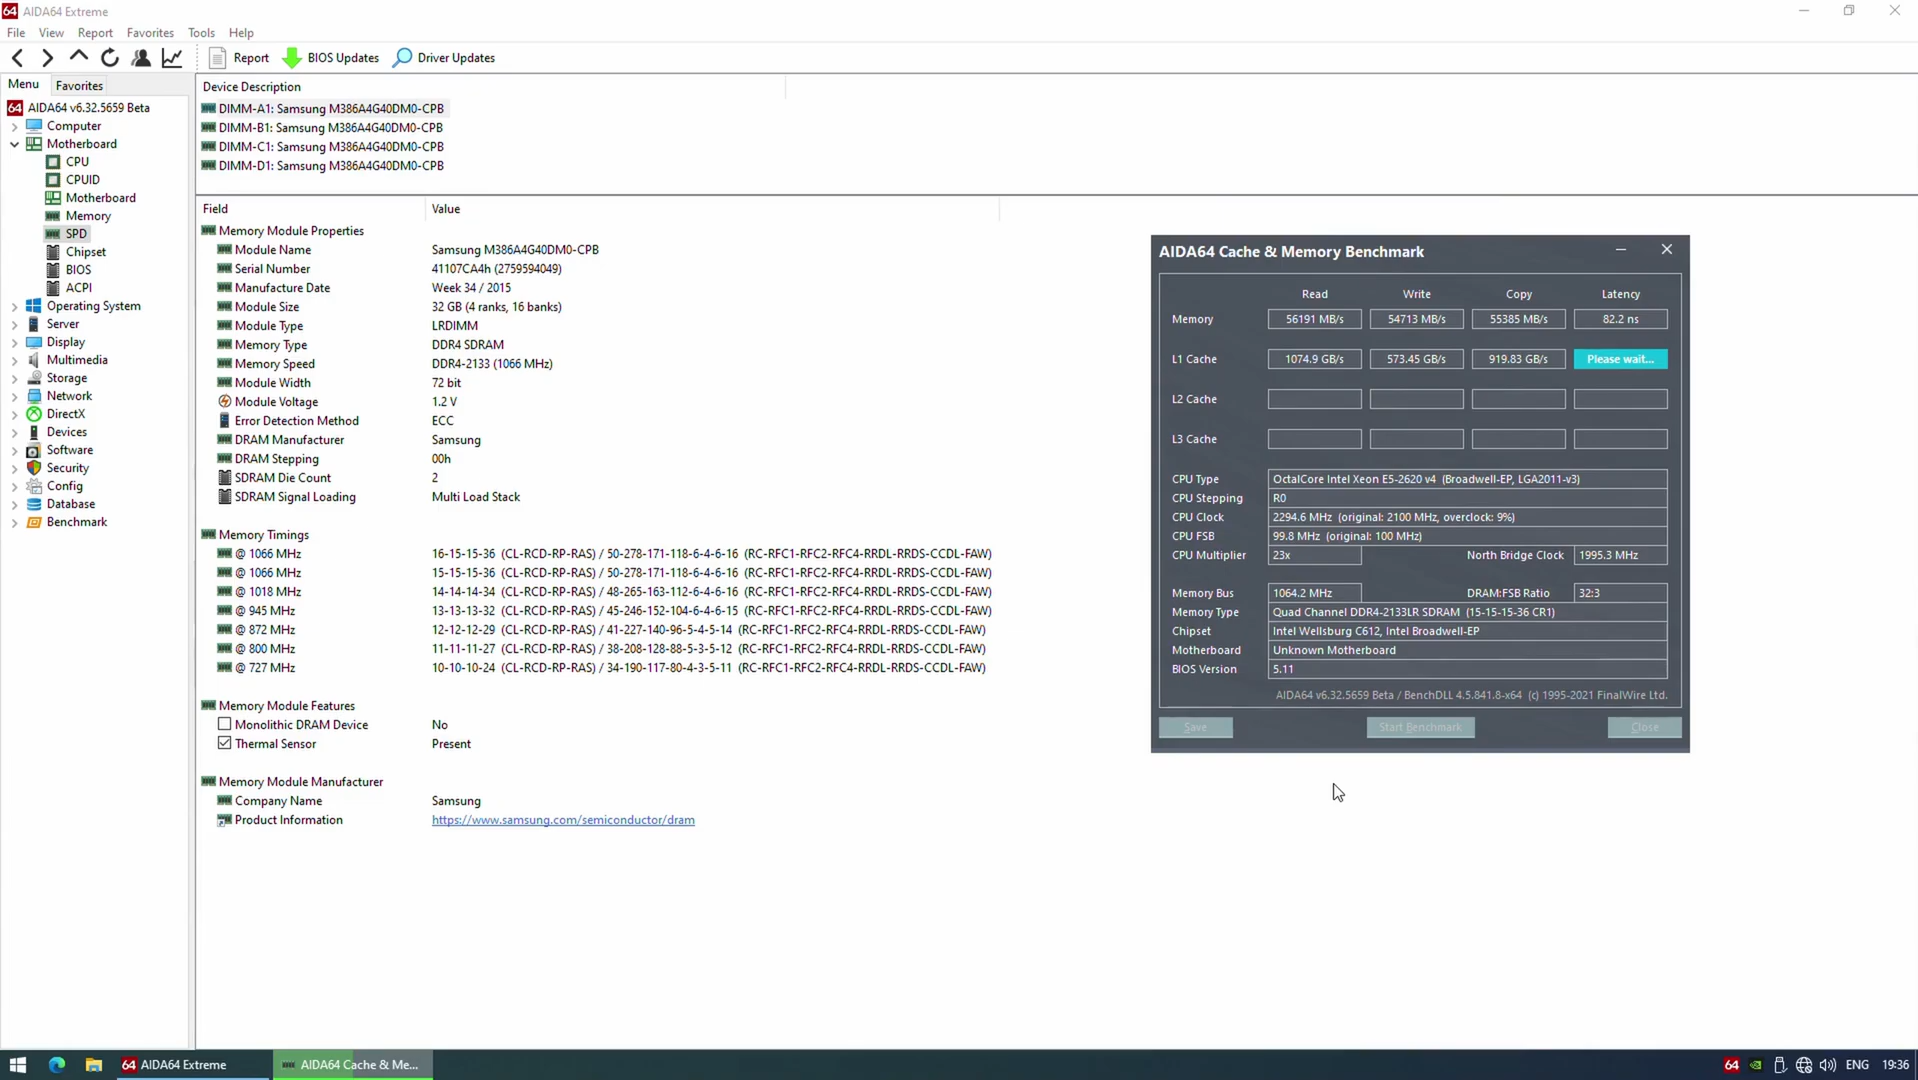 AIDA64 Extreme
File View Report Favorites Tools Help
Report BIOS Updates Driver Updates
Menu Favorites
AIDA64 v6.32.5659 Beta
Computer
Motherboard
CPU
CPUID
Motherboard
Memory
SPD
Chipset
BIOS
ACPI
Operating System
Server
Display
Multimedia
Storage
Network
DirectX
Devices
Software
Security
Config
Database
Benchmark
Device Description
DIMM-A1: Samsung M386A4G40DM0-CPB
DIMM-B1: Samsung M386A4G40DM0-CPB
DIMM-C1: Samsung M386A4G40DM0-CPB
DIMM-D1: Samsung M386A4G40DM0-CPB
Field Value
Memory Module Properties
Module Name Samsung M386A4G40DM0-CPB
Serial Number 41107CA4h (2759594049)
Manufacture Date Week 34 / 2015
Module Size 32 GB (4 ranks, 16 banks)
Module Type LRDIMM
Memory Type DDR4 SDRAM
Memory Speed DDR4-2133 (1066 MHz)
Module Width 72 bit
Module Voltage 1.2 V
Error Detection Method ECC
DRAM Manufacturer Samsung
DRAM Stepping 00h
SDRAM Die Count 2
SDRAM Signal Loading Multi Load Stack
Memory Timings
@ 1066 MHz 16-15-15-36 (CL-RCD-RP-RAS) / 50-278-171-118-6-4-6-16 (RC-RFC1-RFC2-RFC4-RRDL-RRDS-CCDL-FAW)
@ 1066 MHz 15-15-15-36 (CL-RCD-RP-RAS) / 50-278-171-118-6-4-6-16 (RC-RFC1-RFC2-RFC4-RRDL-RRDS-CCDL-FAW)
@ 1018 MHz 14-14-14-34 (CL-RCD-RP-RAS) / 48-265-163-112-6-4-6-16 (RC-RFC1-RFC2-RFC4-RRDL-RRDS-CCDL-FAW)
@ 945 MHz 13-13-13-32 (CL-RCD-RP-RAS) / 45-246-152-104-6-4-6-15 (RC-RFC1-RFC2-RFC4-RRDL-RRDS-CCDL-FAW)
@ 872 MHz 12-12-12-29 (CL-RCD-RP-RAS) / 41-227-140-96-5-4-5-14 (RC-RFC1-RFC2-RFC4-RRDL-RRDS-CCDL-FAW)
@ 800 MHz 11-11-11-27 (CL-RCD-RP-RAS) / 38-208-128-88-5-3-5-12 (RC-RFC1-RFC2-RFC4-RRDL-RRDS-CCDL-FAW)
@ 727 MHz 10-10-10-24 (CL-RCD-RP-RAS) / 34-190-117-80-4-3-5-11 (RC-RFC1-RFC2-RFC4-RRDL-RRDS-CCDL-FAW)
Memory Module Features
Monolithic DRAM Device No
Thermal Sensor Present
Memory Module Manufacturer
Company Name Samsung
Product Information https://www.samsung.com/semiconductor/dram
AIDA64 Cache & Memory Benchmark
Read Write Copy Latency
Memory 56191 MB/s 54713 MB/s 55385 MB/s 82.2 ns
L1 Cache 1074.9 GB/s 573.45 GB/s 919.83 GB/s Please wait...
L2 Cache
L3 Cache
CPU Type OctalCore Intel Xeon E5-2620 v4 (Broadwell-EP, LGA2011-v3)
CPU Stepping R0
CPU Clock 2294.6 MHz (original: 2100 MHz, overclock: 9%)
CPU FSB 99.8 MHz (original: 100 MHz)
CPU Multiplier 23x North Bridge Clock 1995.3 MHz
Memory Bus 1064.2 MHz DRAM:FSB Ratio 32:3
Memory Type Quad Channel DDR4-2133LR SDRAM (15-15-15-36 CR1)
Chipset Intel Wellsburg C612, Intel Broadwell-EP
Motherboard Unknown Motherboard
BIOS Version 5.11
AIDA64 v6.32.5659 Beta / BenchDLL 4.5.841.8-x64 (c) 1995-2021 FinalWire Ltd.
Save Start Benchmark Close
AIDA64 Extreme AIDA64 Cache & Me... 64 ENG 19:36